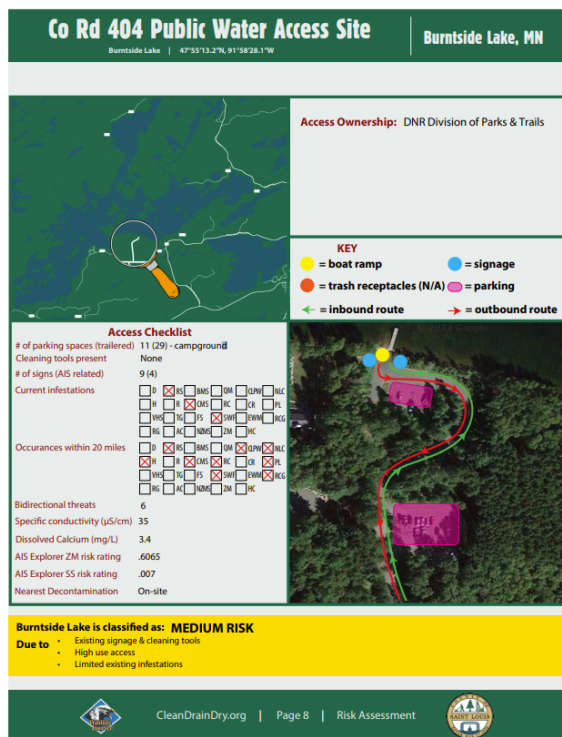 Co Rd 404 Public Water Access Site
Burntside Lake | 47°55'13.2"N, 91°58'28.1"W
Burntside Lake, MN
Access Ownership: DNR Division of Parks & Trails
KEY
= boat ramp
= signage
= trash receptacles (N/A)
= parking
= inbound route
= outbound route
Access Checklist
# of parking spaces (trailered) 11 (29) - campground
Cleaning tools present None
# of signs (AIS related) 9 (4)
Current infestations
D RS BMS QM CLPW NLC
H R CMS RC CR PL
VHS TG FS SWF EWM RCG
RG AC NZMS ZM HC
Occurances within 20 miles
D RS BMS QM CLPW NLC
H R CMS RC CR PL
VHS TG FS SWF EWM RCG
RG AC NZMS ZM HC
Bidirectional threats 6
Specific conductivity (µS/cm) 35
Dissolved Calcium (mg/L) 3.4
AIS Explorer ZM risk rating .6065
AIS Explorer SS risk rating .007
Nearest Decontamination On-site
Burntside Lake is classified as: MEDIUM RISK
Due to
• Existing signage & cleaning tools
• High use access
• Limited existing infestations
CleanDrainDry.org | Page 8 | Risk Assessment
SAINT LOUIS